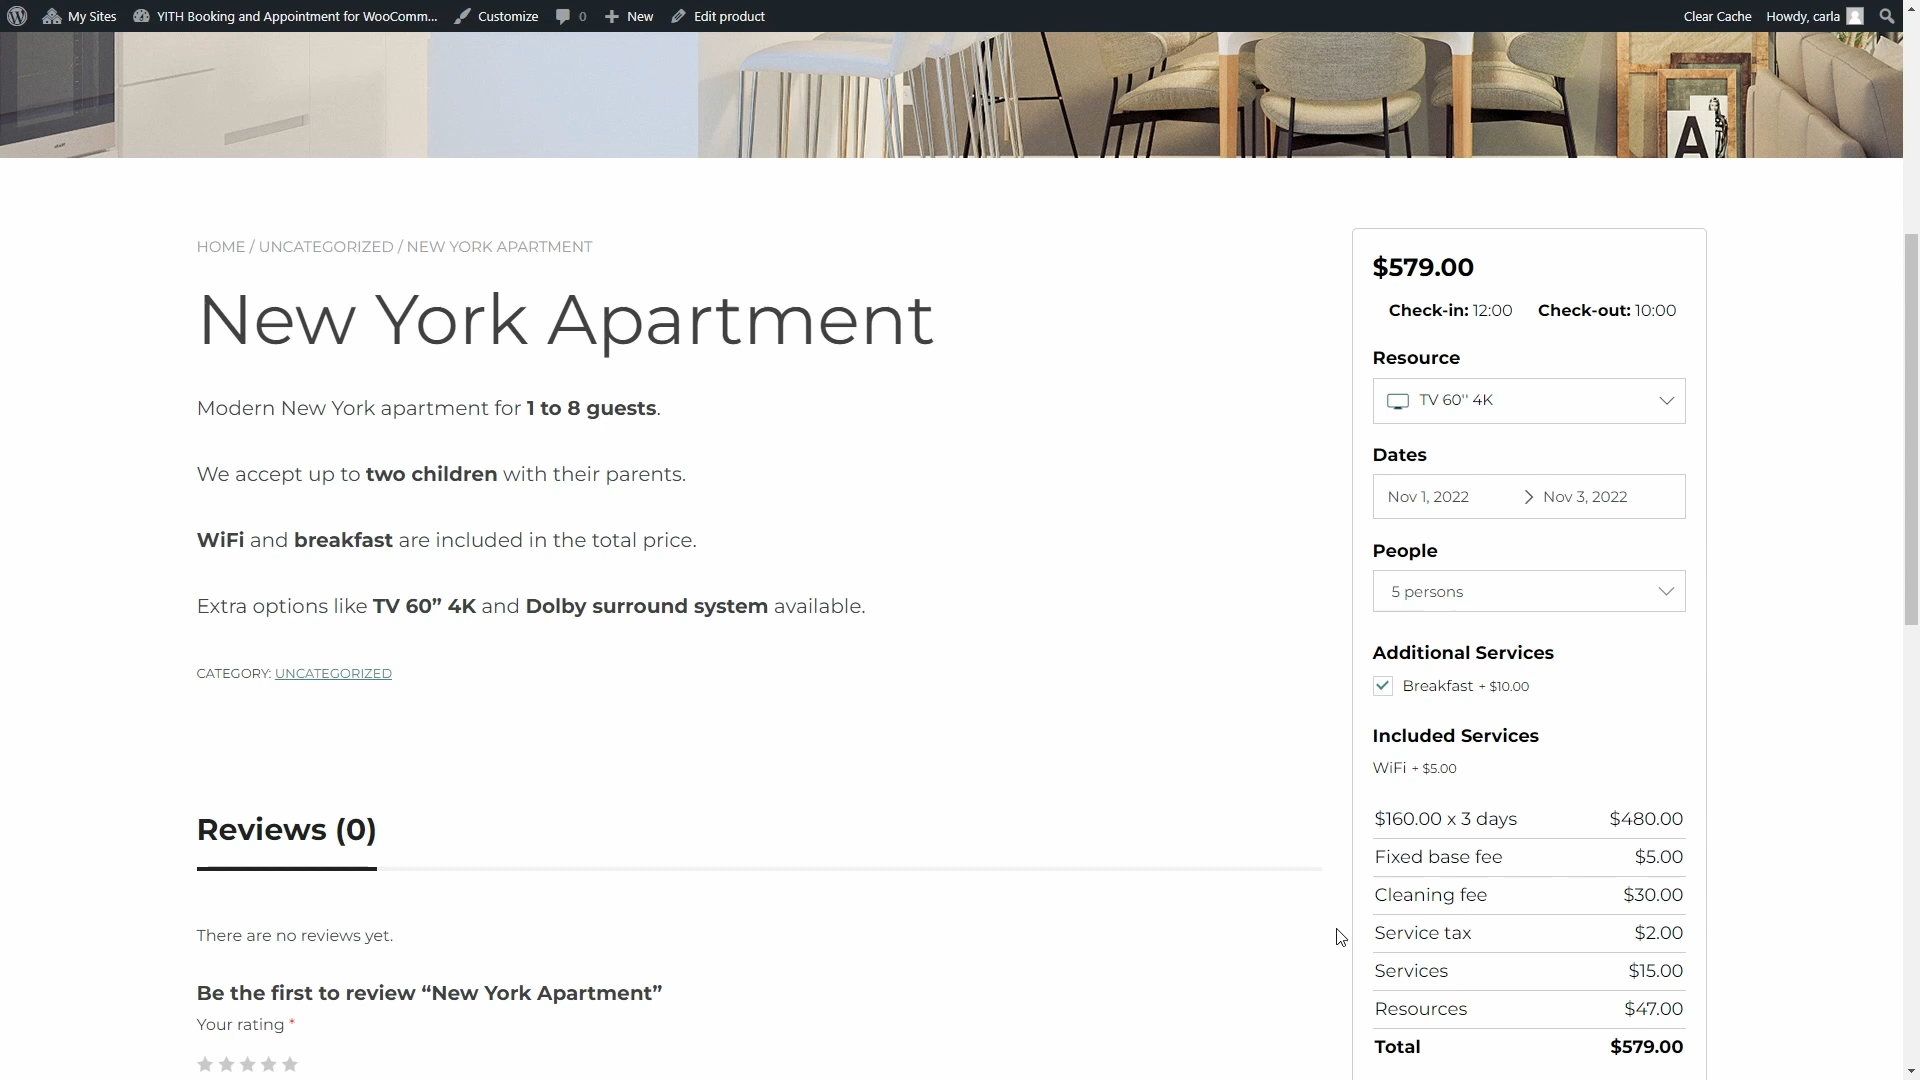 My Sites YITH Booking and Appointment for WooComm... Customize 0 New Edit product Clear Cache Howdy, carla
A
HOME / UNCATEGORIZED / NEW YORK APARTMENT
New York Apartment
Modern New York apartment for 1 to 8 guests.
We accept up to two children with their parents.
WiFi and breakfast are included in the total price.
Extra options like TV 60” 4K and Dolby surround system available.
CATEGORY: UNCATEGORIZED
Reviews (0)
There are no reviews yet.
Be the first to review “New York Apartment”
Your rating *
$579.00
Check-in: 12:00 Check-out: 10:00
Resource
TV 60'' 4K
Dates
Nov 1, 2022 Nov 3, 2022
People
5 persons
Additional Services
Breakfast + $10.00
Included Services
WiFi + $5.00
$160.00 x 3 days $480.00
Fixed base fee $5.00
Cleaning fee $30.00
Service tax $2.00
Services $15.00
Resources $47.00
Total $579.00